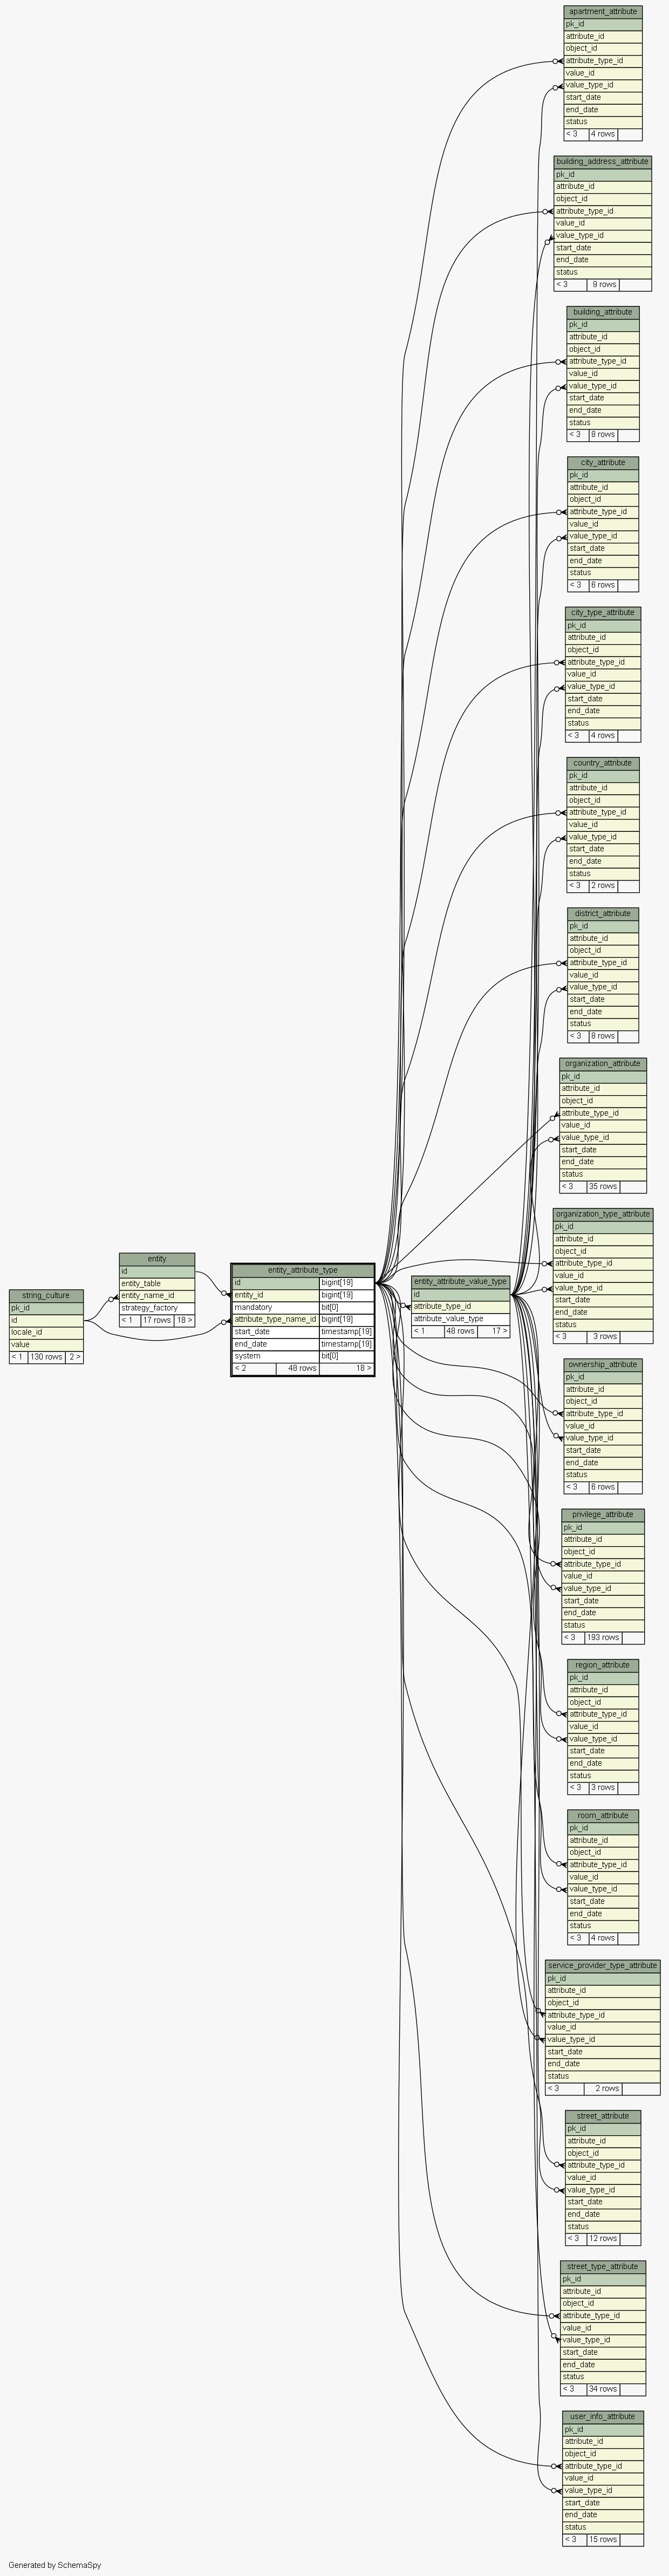 apartment_attribute
pk_id
attribute_id
object_id
attribute_type_id
value_id
value_type_id
start_date
end_date
status
< 3 4 rows
building_address_attribute
pk_id
attribute_id
object_id
attribute_type_id
value_id
value_type_id
start_date
end_date
status
< 3 9 rows
building_attribute
pk_id
attribute_id
object_id
attribute_type_id
value_id
value_type_id
start_date
end_date
status
< 3 8 rows
city_attribute
pk_id
attribute_id
object_id
attribute_type_id
value_id
value_type_id
start_date
end_date
status
< 3 6 rows
city_type_attribute
pk_id
attribute_id
object_id
attribute_type_id
value_id
value_type_id
start_date
end_date
status
< 3 4 rows
country_attribute
pk_id
attribute_id
object_id
attribute_type_id
value_id
value_type_id
start_date
end_date
status
< 3 2 rows
district_attribute
pk_id
attribute_id
object_id
attribute_type_id
value_id
value_type_id
start_date
end_date
status
< 3 8 rows
organization_attribute
pk_id
attribute_id
object_id
attribute_type_id
value_id
value_type_id
start_date
end_date
status
< 3 35 rows
string_culture
pk_id
id
locale_id
value
< 1 130 rows 2 >
entity
id
entity_table
entity_name_id
strategy_factory
< 1 17 rows 18 >
entity_attribute_type
id bigint[19]
entity_id bigint[19]
mandatory bit[0]
attribute_type_name_id bigint[19]
start_date timestamp[19]
end_date timestamp[19]
system bit[0]
< 2 48 rows 18 >
entity_attribute_value_type
id
attribute_type_id
attribute_value_type
< 1 48 rows 17 >
organization_type_attribute
pk_id
attribute_id
object_id
attribute_type_id
value_id
value_type_id
start_date
end_date
status
< 3 3 rows
ownership_attribute
pk_id
attribute_id
object_id
attribute_type_id
value_id
value_type_id
start_date
end_date
status
< 3 6 rows
privilege_attribute
pk_id
attribute_id
object_id
attribute_type_id
value_id
value_type_id
start_date
end_date
status
< 3 193 rows
region_attribute
pk_id
attribute_id
object_id
attribute_type_id
value_id
value_type_id
start_date
end_date
status
< 3 3 rows
room_attribute
pk_id
attribute_id
object_id
attribute_type_id
value_id
value_type_id
start_date
end_date
status
< 3 4 rows
service_provider_type_attribute
pk_id
attribute_id
object_id
attribute_type_id
value_id
value_type_id
start_date
end_date
status
< 3 2 rows
street_attribute
pk_id
attribute_id
object_id
attribute_type_id
value_id
value_type_id
start_date
end_date
status
< 3 12 rows
street_type_attribute
pk_id
attribute_id
object_id
attribute_type_id
value_id
value_type_id
start_date
end_date
status
< 3 34 rows
user_info_attribute
pk_id
attribute_id
object_id
attribute_type_id
value_id
value_type_id
start_date
end_date
status
< 3 15 rows
Generated by SchemaSpy